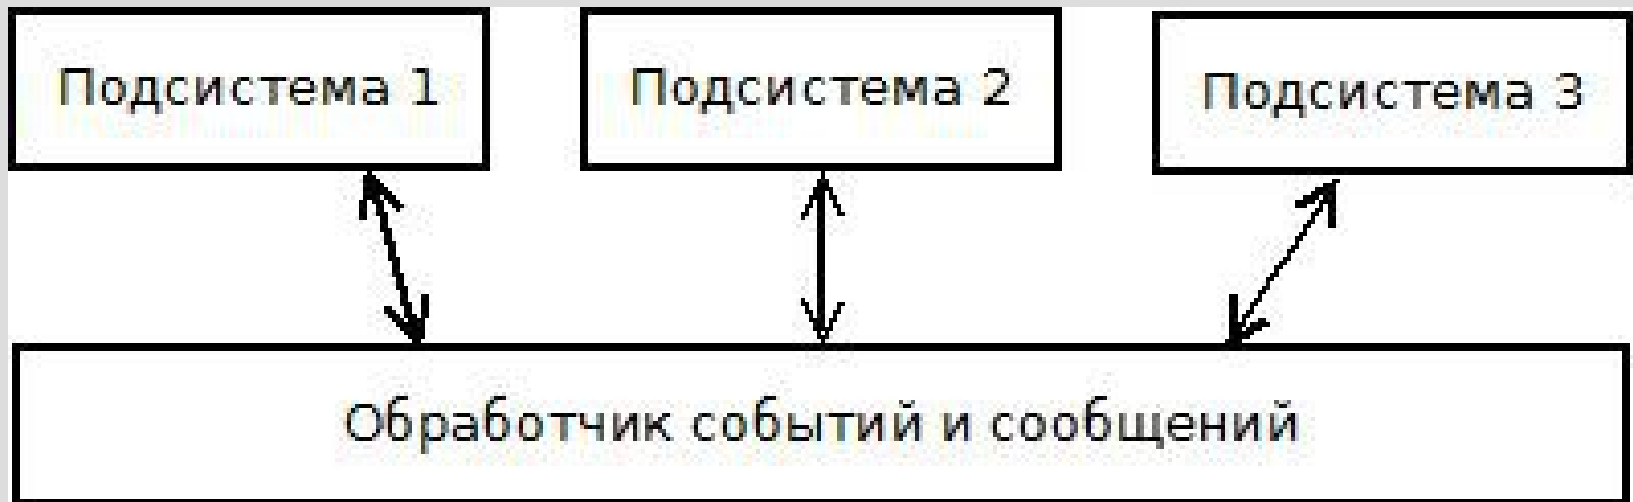 Подсистема 1
Подсистема 2
Подсистема 3
Обработчик событий и сообщений